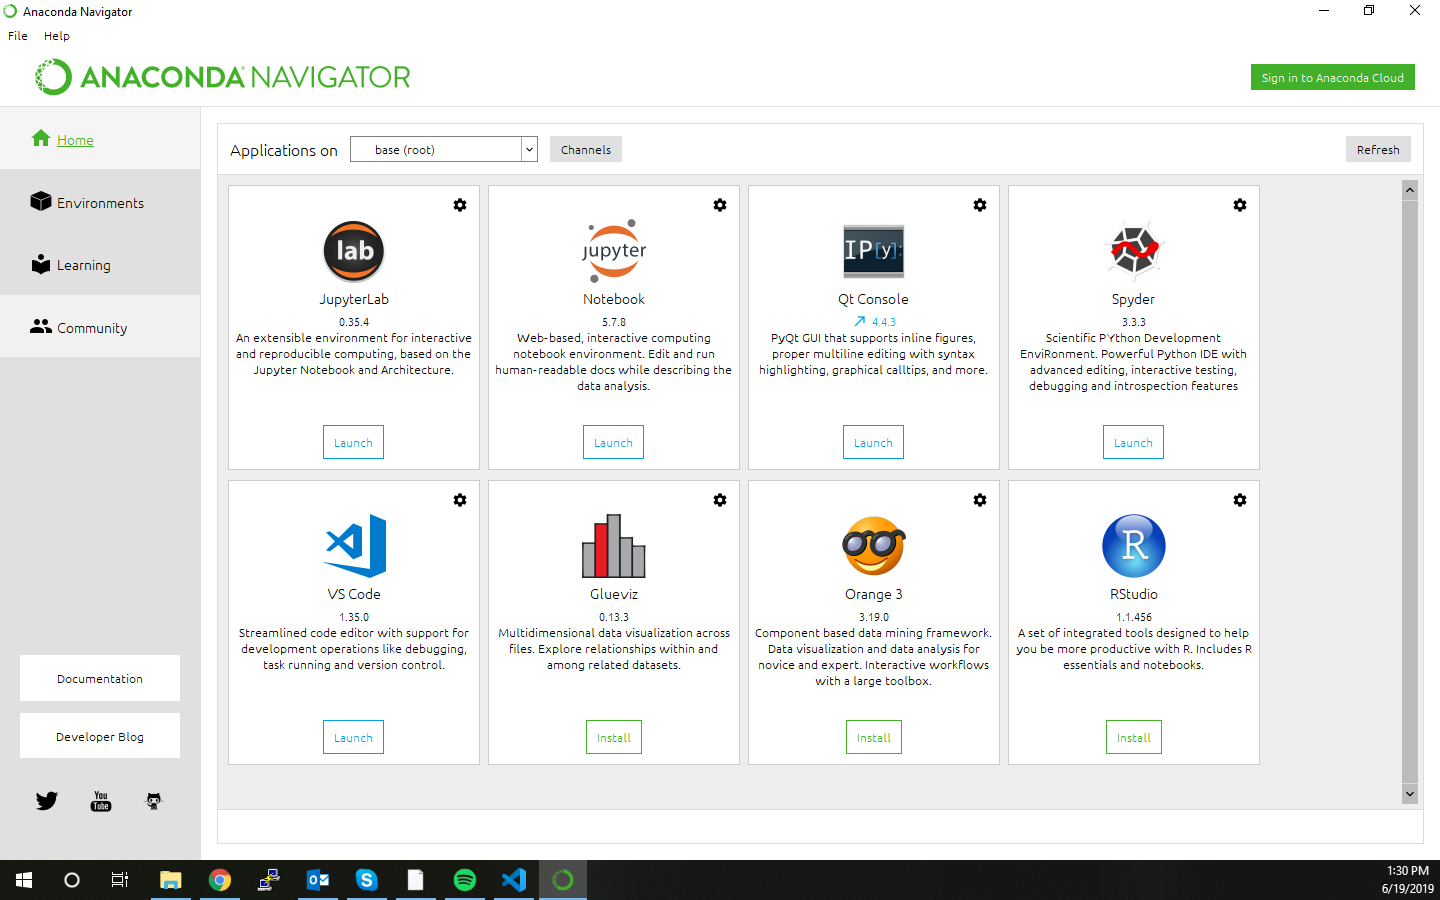 Anaconda Navigator
File Help
ANACONDA NAVIGATOR
Sign in to Anaconda Cloud
Home
Environments
Learning
Community
Documentation
Developer Blog
You
Tube
Applications on
base (root)
Channels
Refresh
lab
JupyterLab
0.35.4
An extensible environment for interactive
and reproducible computing, based on the
Jupyter Notebook and Architecture.
Launch
jupyter
Notebook
5.7.8
Web-based, interactive computing
notebook environment. Edit and run
human-readable docs while describing the
data analysis.
Launch
IP[y]:
Qt Console
4.4.3
PyQt GUI that supports inline figures,
proper multiline editing with syntax
highlighting, graphical calltips, and more.
Launch
Spyder
3.3.3
Scientific PYthon Development
EnviRonment. Powerful Python IDE with
advanced editing, interactive testing,
debugging and introspection features
Launch
VS Code
1.35.0
Streamlined code editor with support for
development operations like debugging,
task running and version control.
Launch
Glueviz
0.13.3
Multidimensional data visualization across
files. Explore relationships within and
among related datasets.
Install
Orange 3
3.19.0
Component based data mining framework.
Data visualization and data analysis for
novice and expert. Interactive workflows
with a large toolbox.
Install
R
RStudio
1.1.456
A set of integrated tools designed to help
you be more productive with R. Includes R
essentials and notebooks.
Install
1:30 PM
6/19/2019